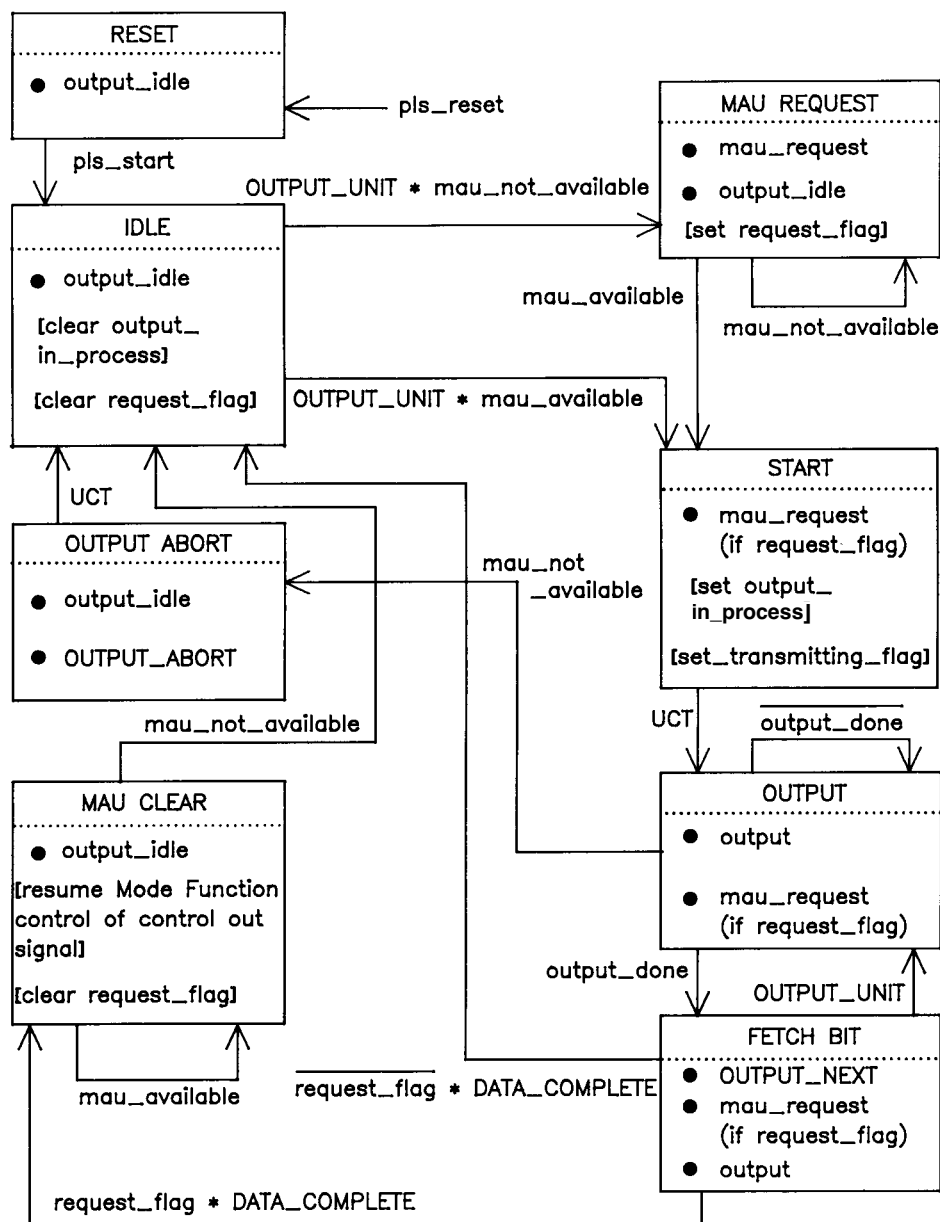 RESET
● output_idle
pls_reset
pls_start
OUTPUT_UNIT * mau_not_available
MAU REQUEST
● mau_request
● output_idle
[set request_flag]
mau_available
mau_not_available
IDLE
● output_idle
[clear output_
in_process]
[clear request_flag]
OUTPUT_UNIT * mau_available
UCT
START
● mau_request
(if request_flag)
[set output_
in_process]
[set_transmitting_flag]
OUTPUT ABORT
● output_idle
● OUTPUT_ABORT
mau_not
_available
mau_not_available
UCT
output_done
MAU CLEAR
● output_idle
[resume Mode Function
control of control out
signal]
[clear request_flag]
mau_available
OUTPUT
● output
● mau_request
(if request_flag)
output_done
OUTPUT_UNIT
FETCH BIT
● OUTPUT_NEXT
● mau_request
(if request_flag)
● output
request_flag * DATA_COMPLETE
request_flag * DATA_COMPLETE